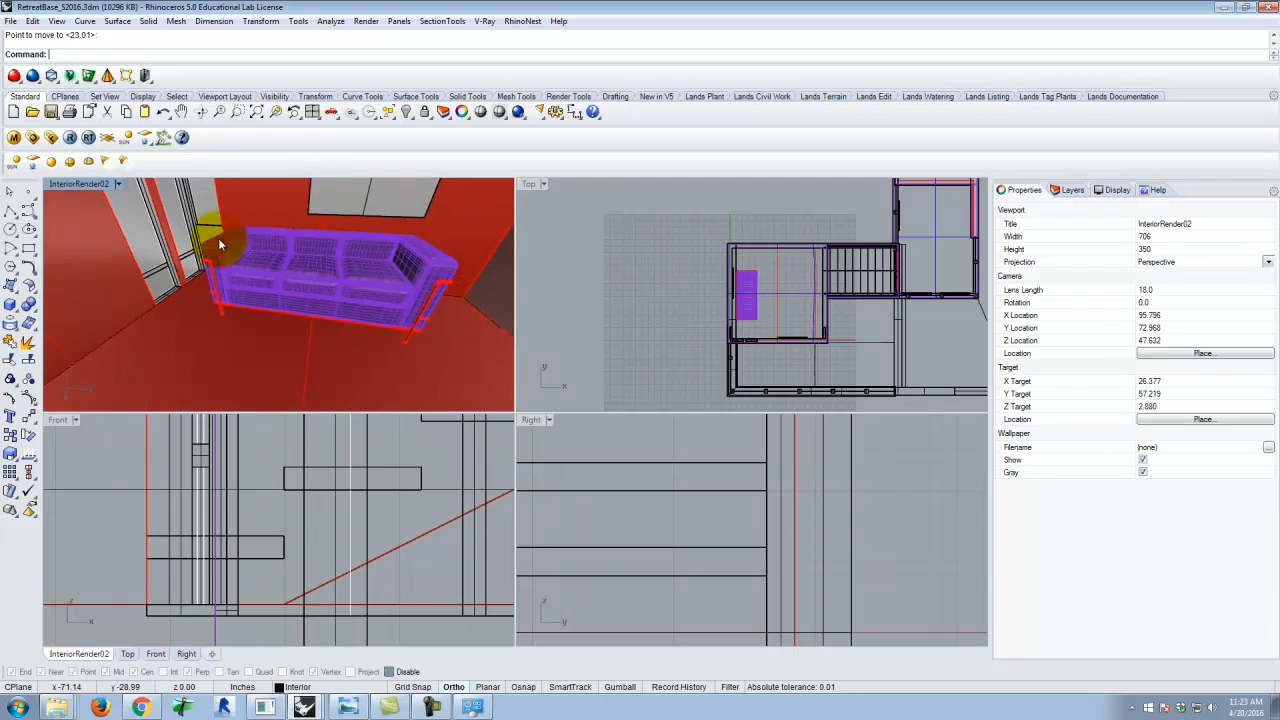 RetreatBase_S2016.3dm (10296 KB) - Rhinoceros 5.0 Educational Lab License
File Edit View Curve Surface Solid Mesh Dimension Transform Tools Analyze Render Panels SectionTools V-Ray RhinoNest Help
Point to move to <23.01>:
Command:
Standard CPlanes Set View Display Select Viewport Layout Visibility Transform Curve Tools Surface Tools Solid Tools Mesh Tools Render Tools Drafting New in V5 Lands Plant Lands Civil Work Lands Terrain Lands Edit Lands Watering Lands Listing Lands Tag Plants Lands Documentation
M R RT SUN
SUN
InteriorRender02
Top
Properties Layers Display Help
Viewport
Title InteriorRender02
Width 706
Height 350
Projection Perspective
Camera
Lens Length 18.0
Rotation 0.0
X Location 95.796
Y Location 72.968
Z Location 47.632
Location Place...
Target
X Target 26.377
Y Target 57.219
Z Target 2.880
Location Place...
Wallpaper
Filename (none) ...
Show
Gray
y
x
Front
Right
z
x
z
y
InteriorRender02 Top Front Right
End Near Point Mid Cen Int Perp Tan Quad Knot Vertex Project Disable
CPlane x -71.14 y -28.99 z 0.00 Inches Interior Grid Snap Ortho Planar Osnap SmartTrack Gumball Record History Filter Absolute tolerance: 0.01
11:23 AM
4/20/2016